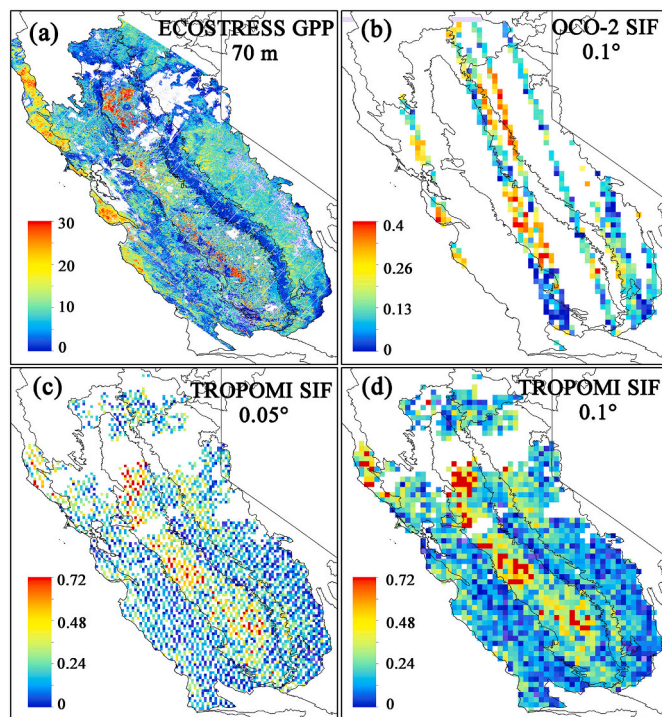 (a)
ECOSTRESS GPP
70 m
30
20
10
0
(b)
OCO-2 SIF
0.1°
0.4
0.26
0.13
0
(c)
TROPOMI SIF
0.05°
0.72
0.48
0.24
0
(d)
TROPOMI SIF
0.1°
0.72
0.48
0.24
0